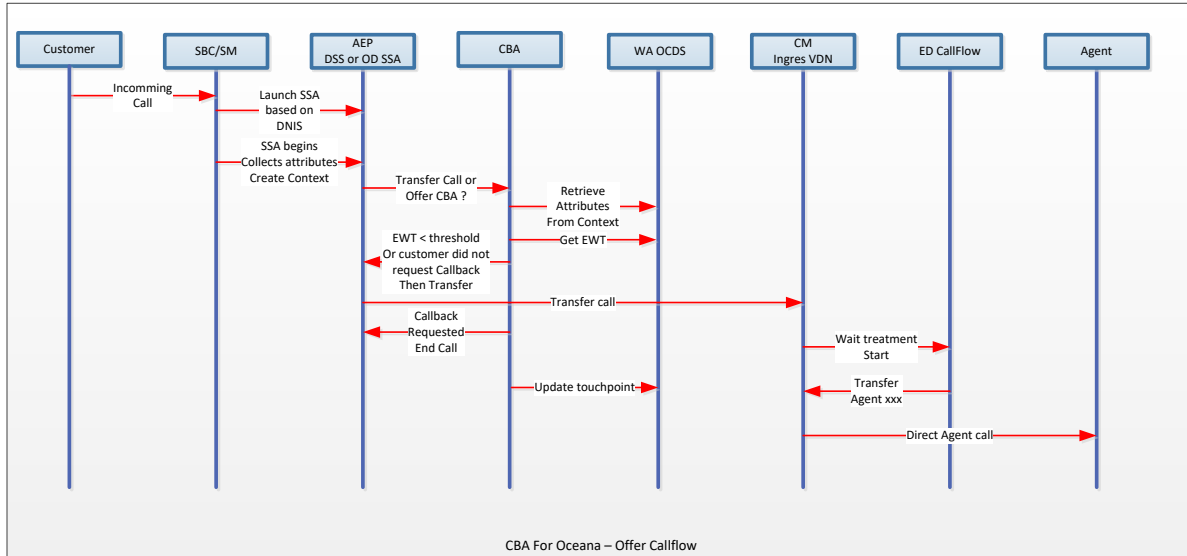 Customer
SBC/SM
AEP
DSS or OD SSA
CBA
WA OCDS
CM
Ingres VDN
ED CallFlow
Agent
Incomming
Call
Launch SSA
based on
DNIS
SSA begins
Collects attributes
Create Context
Transfer Call or
Offer CBA ?
Retrieve
Attributes
From Context
Get EWT
EWT < threshold
Or customer did not
request Callback
Then Transfer
Transfer call
Callback
Requested
End Call
Wait treatment
Start
Update touchpoint
Transfer
Agent xxx
Direct Agent call
CBA For Oceana – Offer Callflow